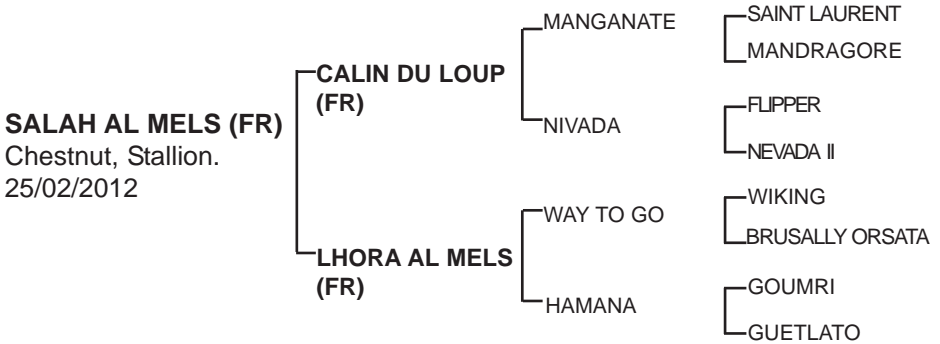 SALAH AL MELS (FR)
Chestnut, Stallion.
25/02/2012
CALIN DU LOUP
(FR)
LHORA AL MELS
(FR)
MANGANATE
NIVADA
WAY TO GO
HAMANA
SAINT LAURENT
MANDRAGORE
FLIPPER
NEVADA II
WIKING
BRUSALLY ORSATA
GOUMRI
GUETLATO